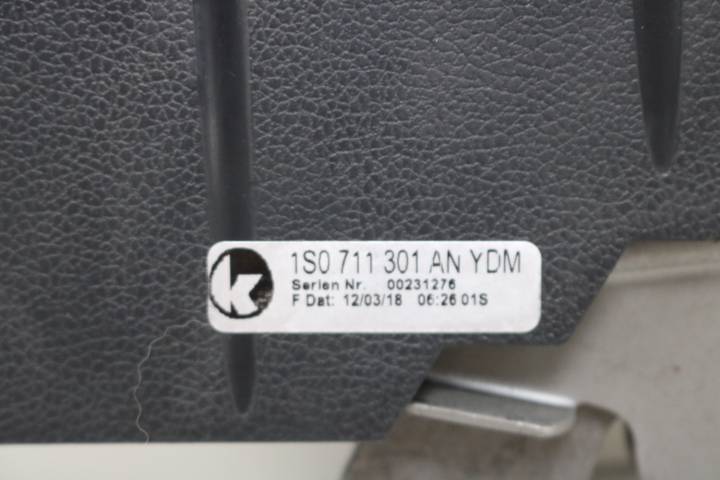 k
1S0 711 301 AN YDM
Serien Nr. 00231276
F Dat: 12/03/18 06:26 01S